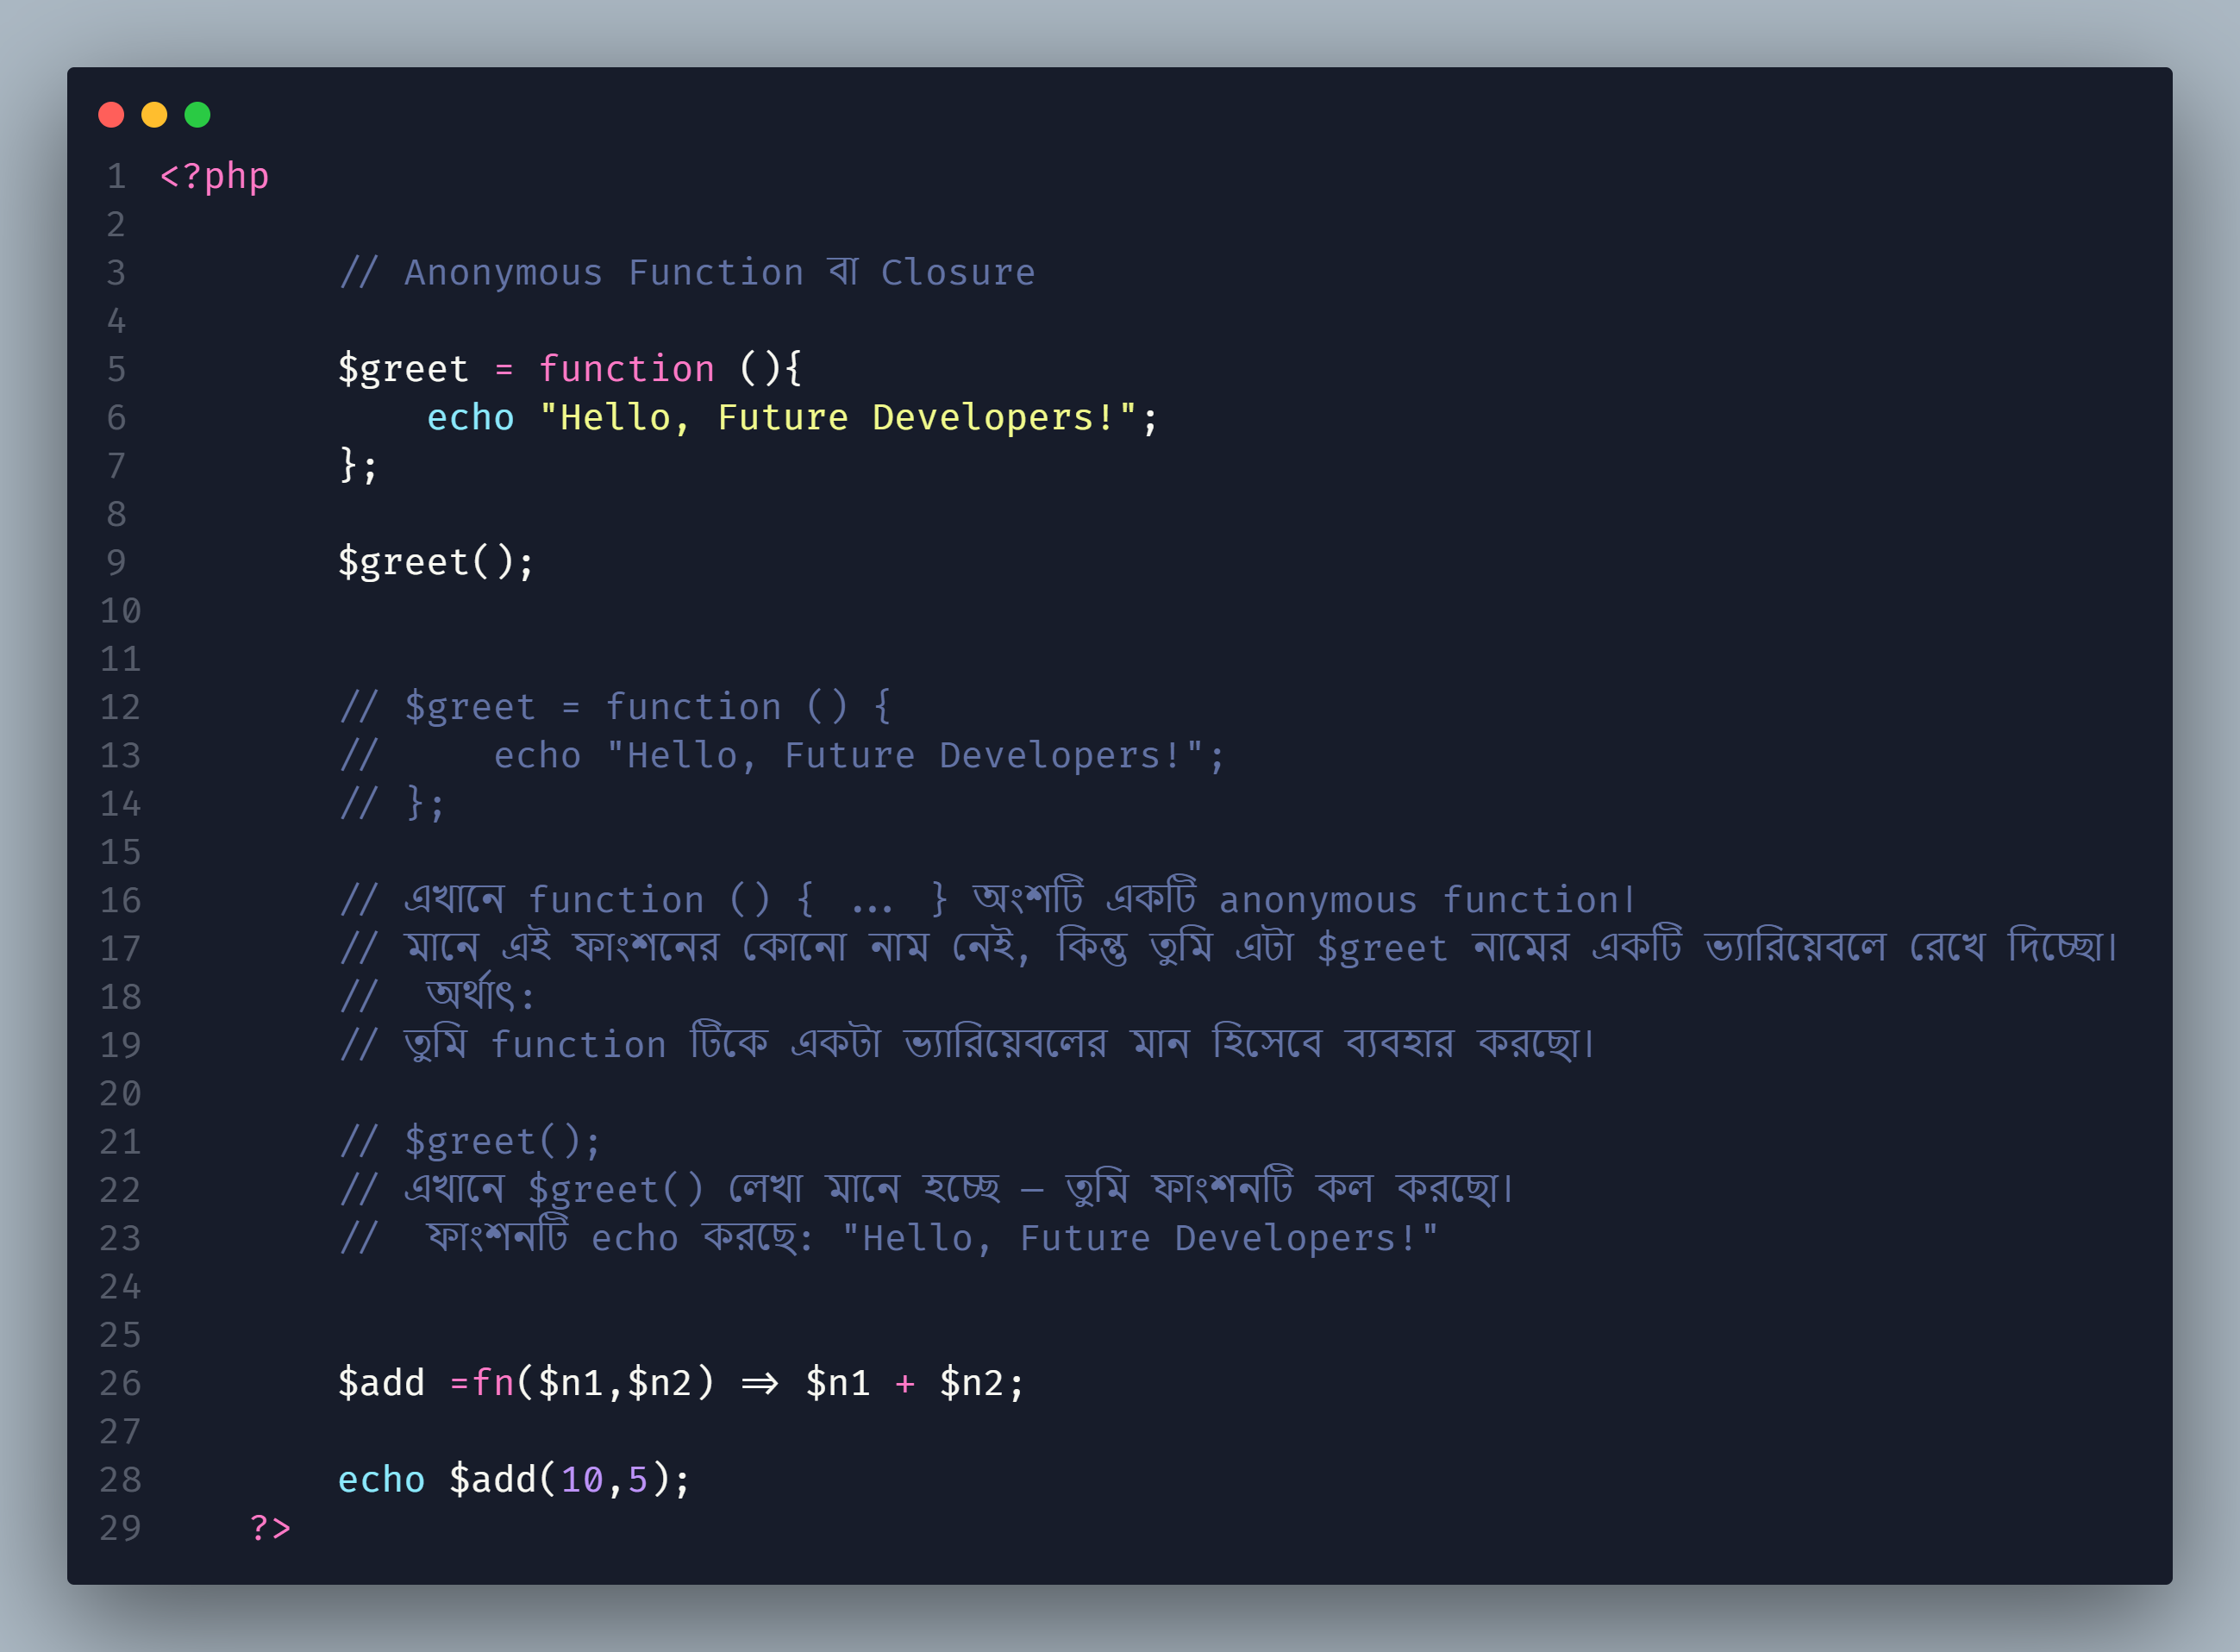 1 <?php
2
3 // Anonymous Function বা Closure
4
5 $greet = function (){
6 echo "Hello, Future Developers!";
7 };
8
9 $greet();
10
11
12 // $greet = function () {
13 //     echo "Hello, Future Developers!";
14 // };
15
16 // এখানে function () { ... } অংশটি একটি anonymous function।
17 // মানে এই ফাংশনের কোনো নাম নেই, কিন্তু তুমি এটা $greet নামের একটি ভ্যারিয়েবলে রেখে দিচ্ছো।
18 //  অর্থাৎ:
19 // তুমি function টিকে একটা ভ্যারিয়েবলের মান হিসেবে ব্যবহার করছো।
20
21 // $greet();
22 // এখানে $greet() লেখা মানে হচ্ছে — তুমি ফাংশনটি কল করছো।
23 //  ফাংশনটি echo করছে: "Hello, Future Developers!"
24
25
26 $add =fn($n1,$n2) => $n1 + $n2;
27
28 echo $add(10,5);
29 ?>